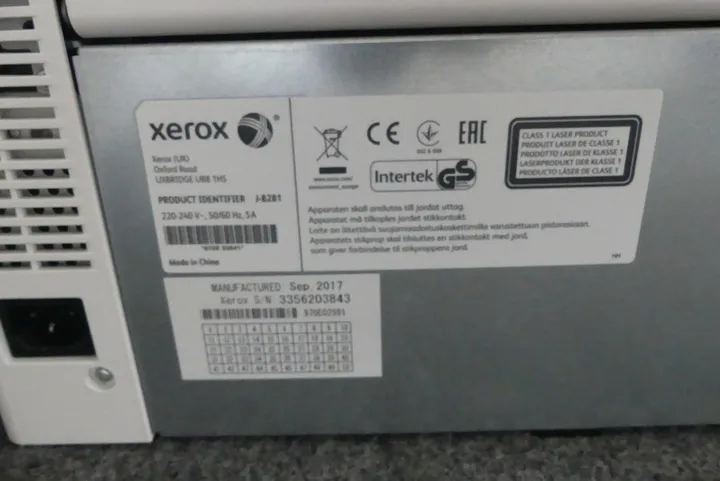 xerox
Xerox (UK)
Oxford Road
UXBRIDGE UB8 1HS
PRODUCT IDENTIFIER J-B2B1
220-240 V~, 50/60 Hz, 5A
Made in China
CE
EAC
Intertek GS
CLASS 1 LASER PRODUCT
PRODUIT LASER DE CLASSE 1
PRODOTTO LASER DE KLASSE 1
LASERPRODUKT DER KLASSE 1
PRODUCTO LÁSER DE CLASE 1
Apparaten skall anslutas till jordat uttag.
Apparatet må tilkoples jordet stikkontakt.
Laite on liitettävä suojamaadoituskoskettimilla varustettuun pistorasiaan.
Apparatets stikprop skal tilsluttes en stikkontakt med jord,
som giver forbindelse til stikproppens jord.
MANUFACTURED Sep. 2017
Xerox S/N 3356203843